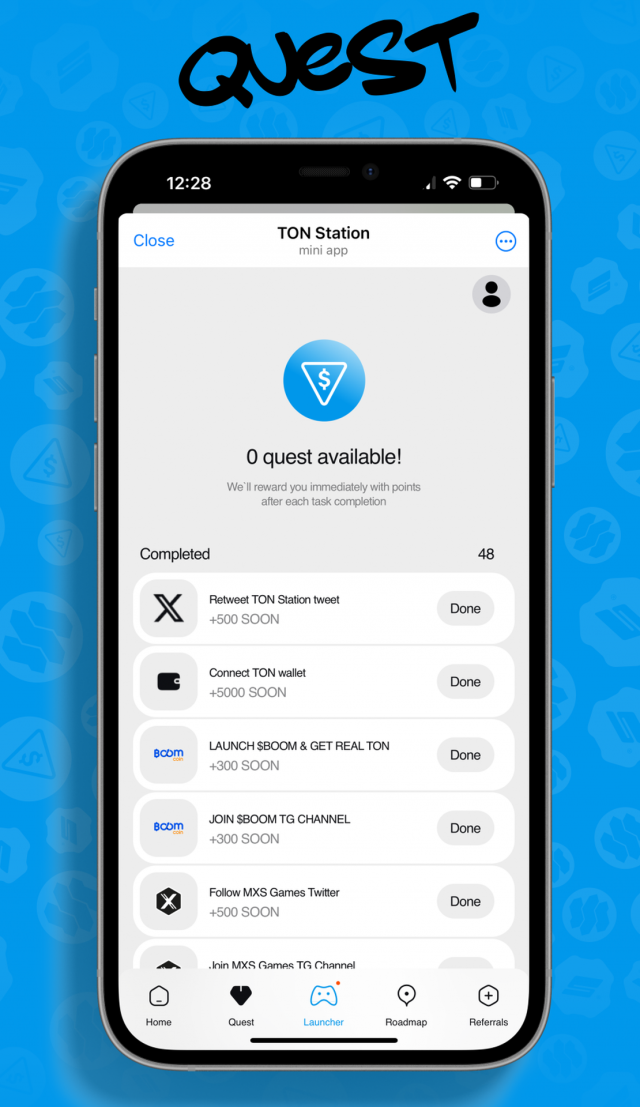 QUEST
12:28
Close
TON Station
mini app
$
0 quest available!
We`ll reward you immediately with points
after each task completion
Completed
48
Retweet TON Station tweet
+500 SOON
Done
Connect TON wallet
+5000 SOON
Done
BOOM
coin
LAUNCH $BOOM & GET REAL TON
+300 SOON
Done
BOOM
coin
JOIN $BOOM TG CHANNEL
+300 SOON
Done
Follow MXS Games Twitter
+500 SOON
Done
Join MXS Games TG Channel
Home
Quest
Launcher
Roadmap
Referrals